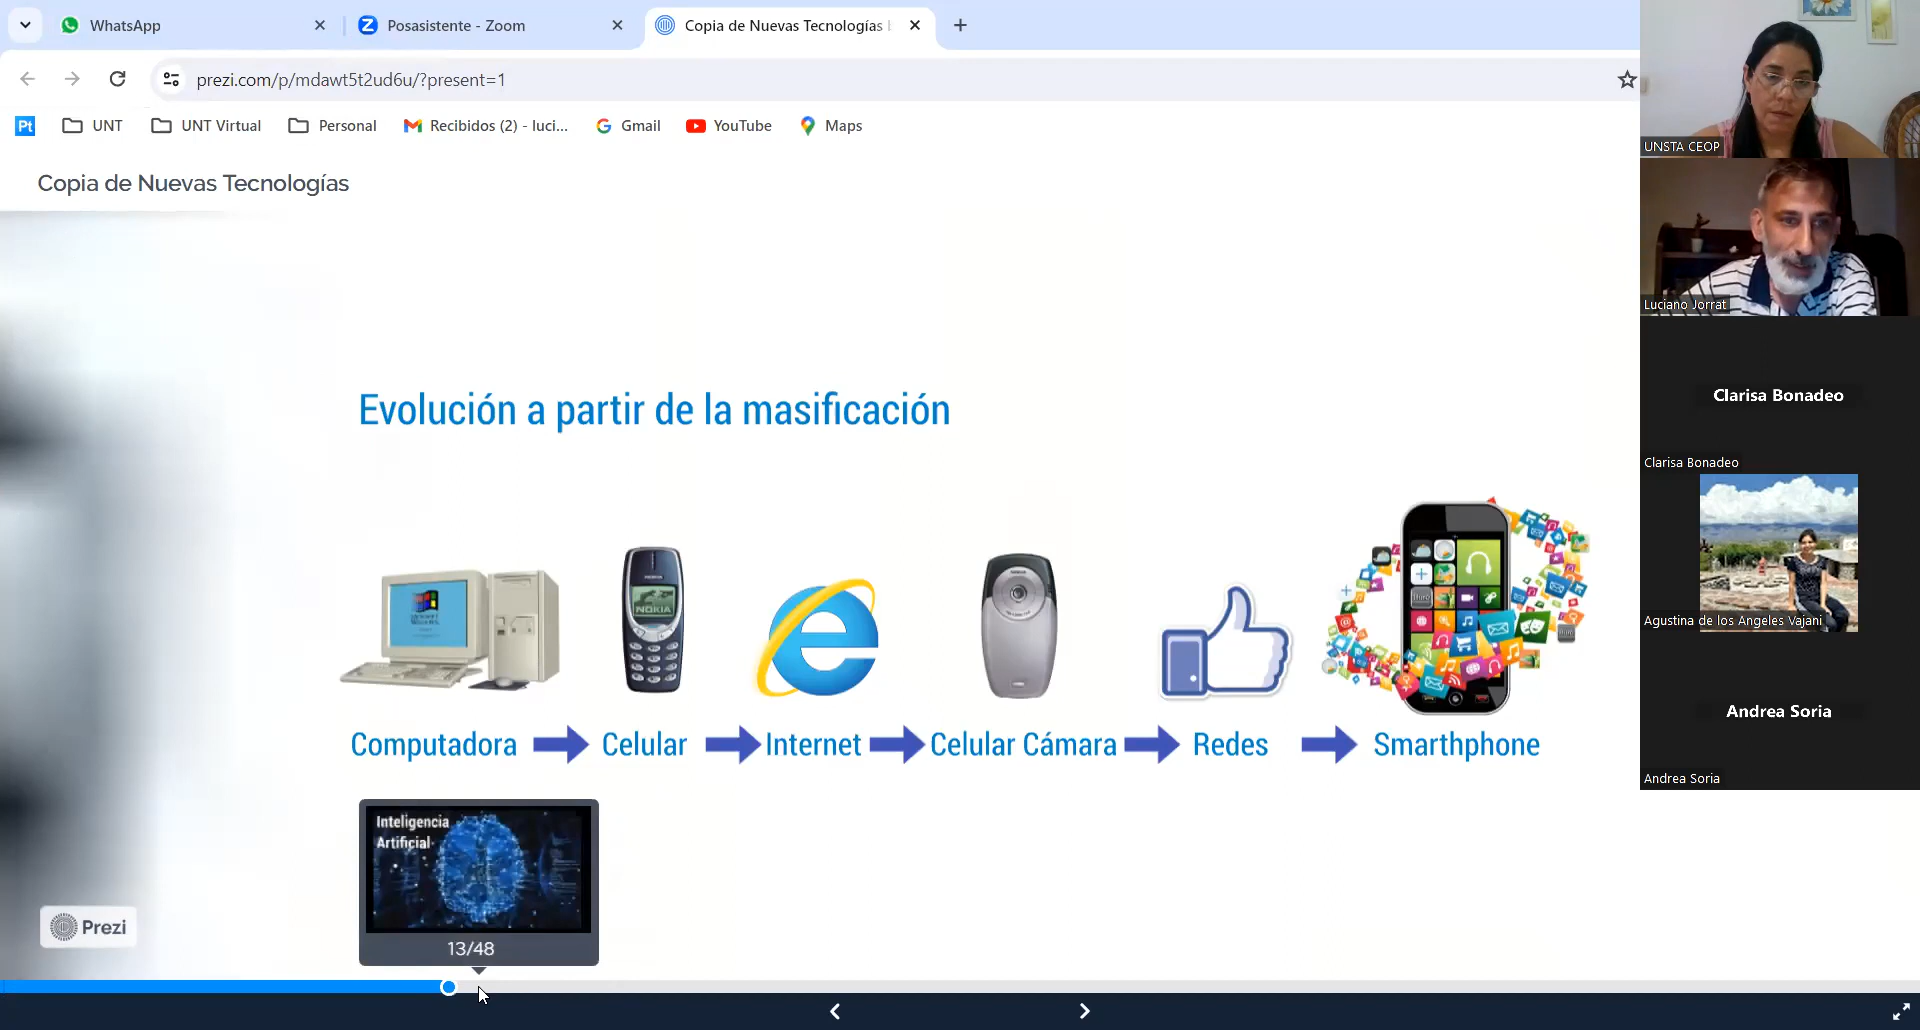 WhatsApp
Posasistente - Zoom
Copia de Nuevas Tecnologías
prezi.com/p/mdawt5t2ud6u/?present=1
Pt
UNT
UNT Virtual
Personal
Recibidos (2) - luci...
Gmail
YouTube
Maps
Copia de Nuevas Tecnologías
Evolución a partir de la masificación
NOKIA
Computadora
Celular
Internet
Celular Cámara
Redes
Smarthphone
Inteligencia
Artificial
13/48
Prezi
UNSTA CEOP
Luciano Jorrat
Clarisa Bonadeo
Clarisa Bonadeo
Agustina de los Angeles Vajani
Andrea Soria
Andrea Soria